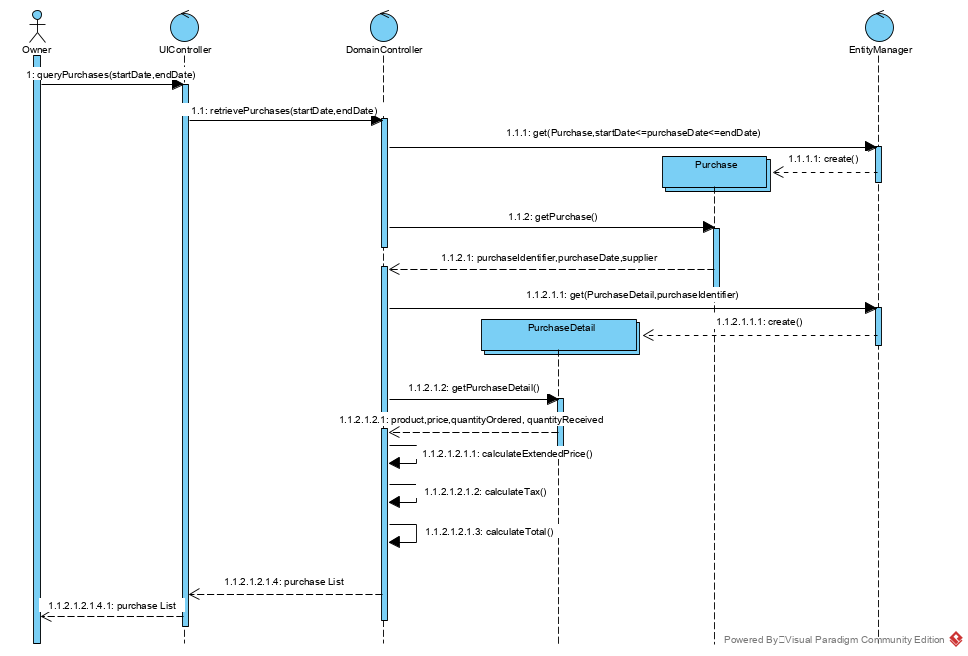 Owner
UIController
DomainController
EntityManager
1: queryPurchases(startDate,endDate)
1.1: retrievePurchases(startDate,endDate)
1.1.1: get(Purchase,startDate<=purchaseDate<=endDate)
1.1.1.1: create()
Purchase
1.1.2: getPurchase()
1.1.2.1: purchaseIdentifier,purchaseDate,supplier
1.1.2.1.1: get(PurchaseDetail,purchaseIdentifier)
1.1.2.1.1.1: create()
PurchaseDetail
1.1.2.1.2: getPurchaseDetail()
1.1.2.1.2.1: product,price,quantityOrdered, quantityReceived
1.1.2.1.2.1.1: calculateExtendedPrice()
1.1.2.1.2.1.2: calculateTax()
1.1.2.1.2.1.3: calculateTotal()
1.1.2.1.2.1.4: purchase List
1.1.2.1.2.1.4.1: purchase List
Powered By Visual Paradigm Community Edition